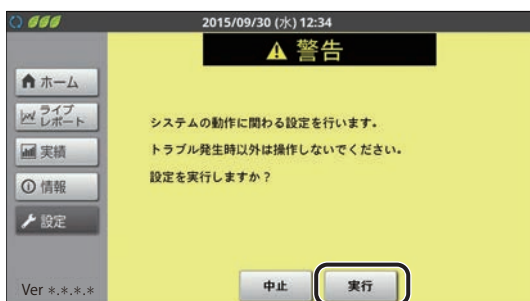 2015/09/30 (水) 12:34
警告
ホーム
ライブ
レポート
実績
情報
設定
システムの動作に関わる設定を行います。
トラブル発生時以外は操作しないでください。
設定を実行しますか?
中止
実行
Ver *.*.*.*